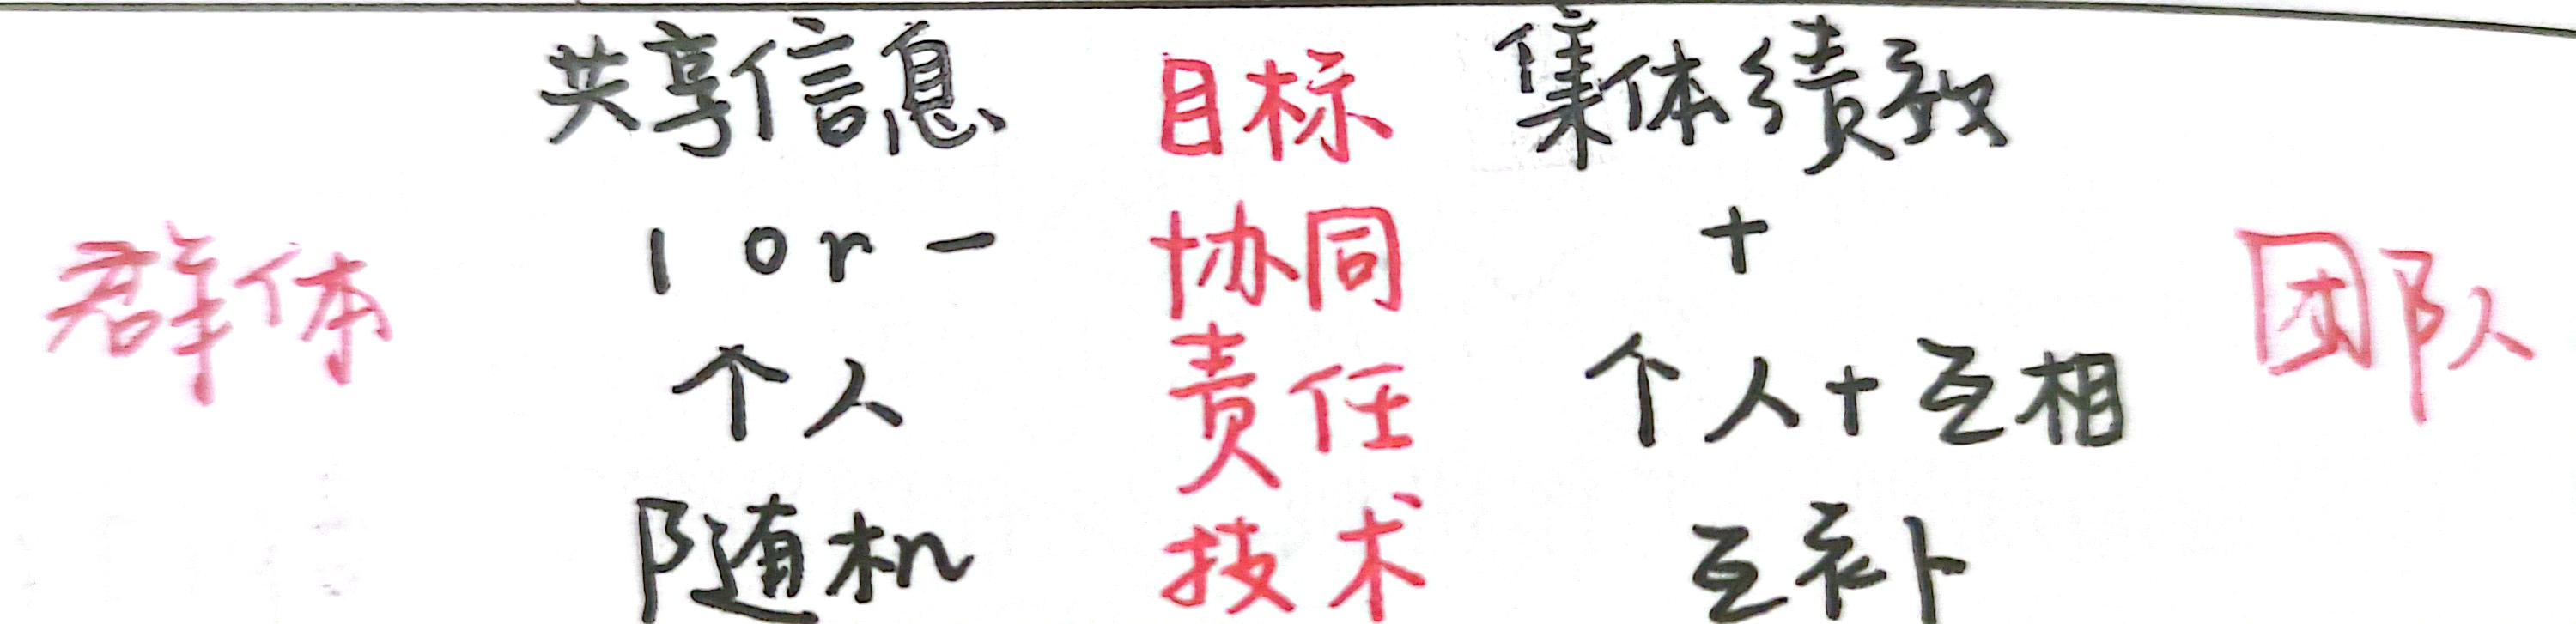 共享信息 目标 集体绩效
群体 1 or - 协同 + 团队
个人 责任 个人+互相
随机 技术 互补